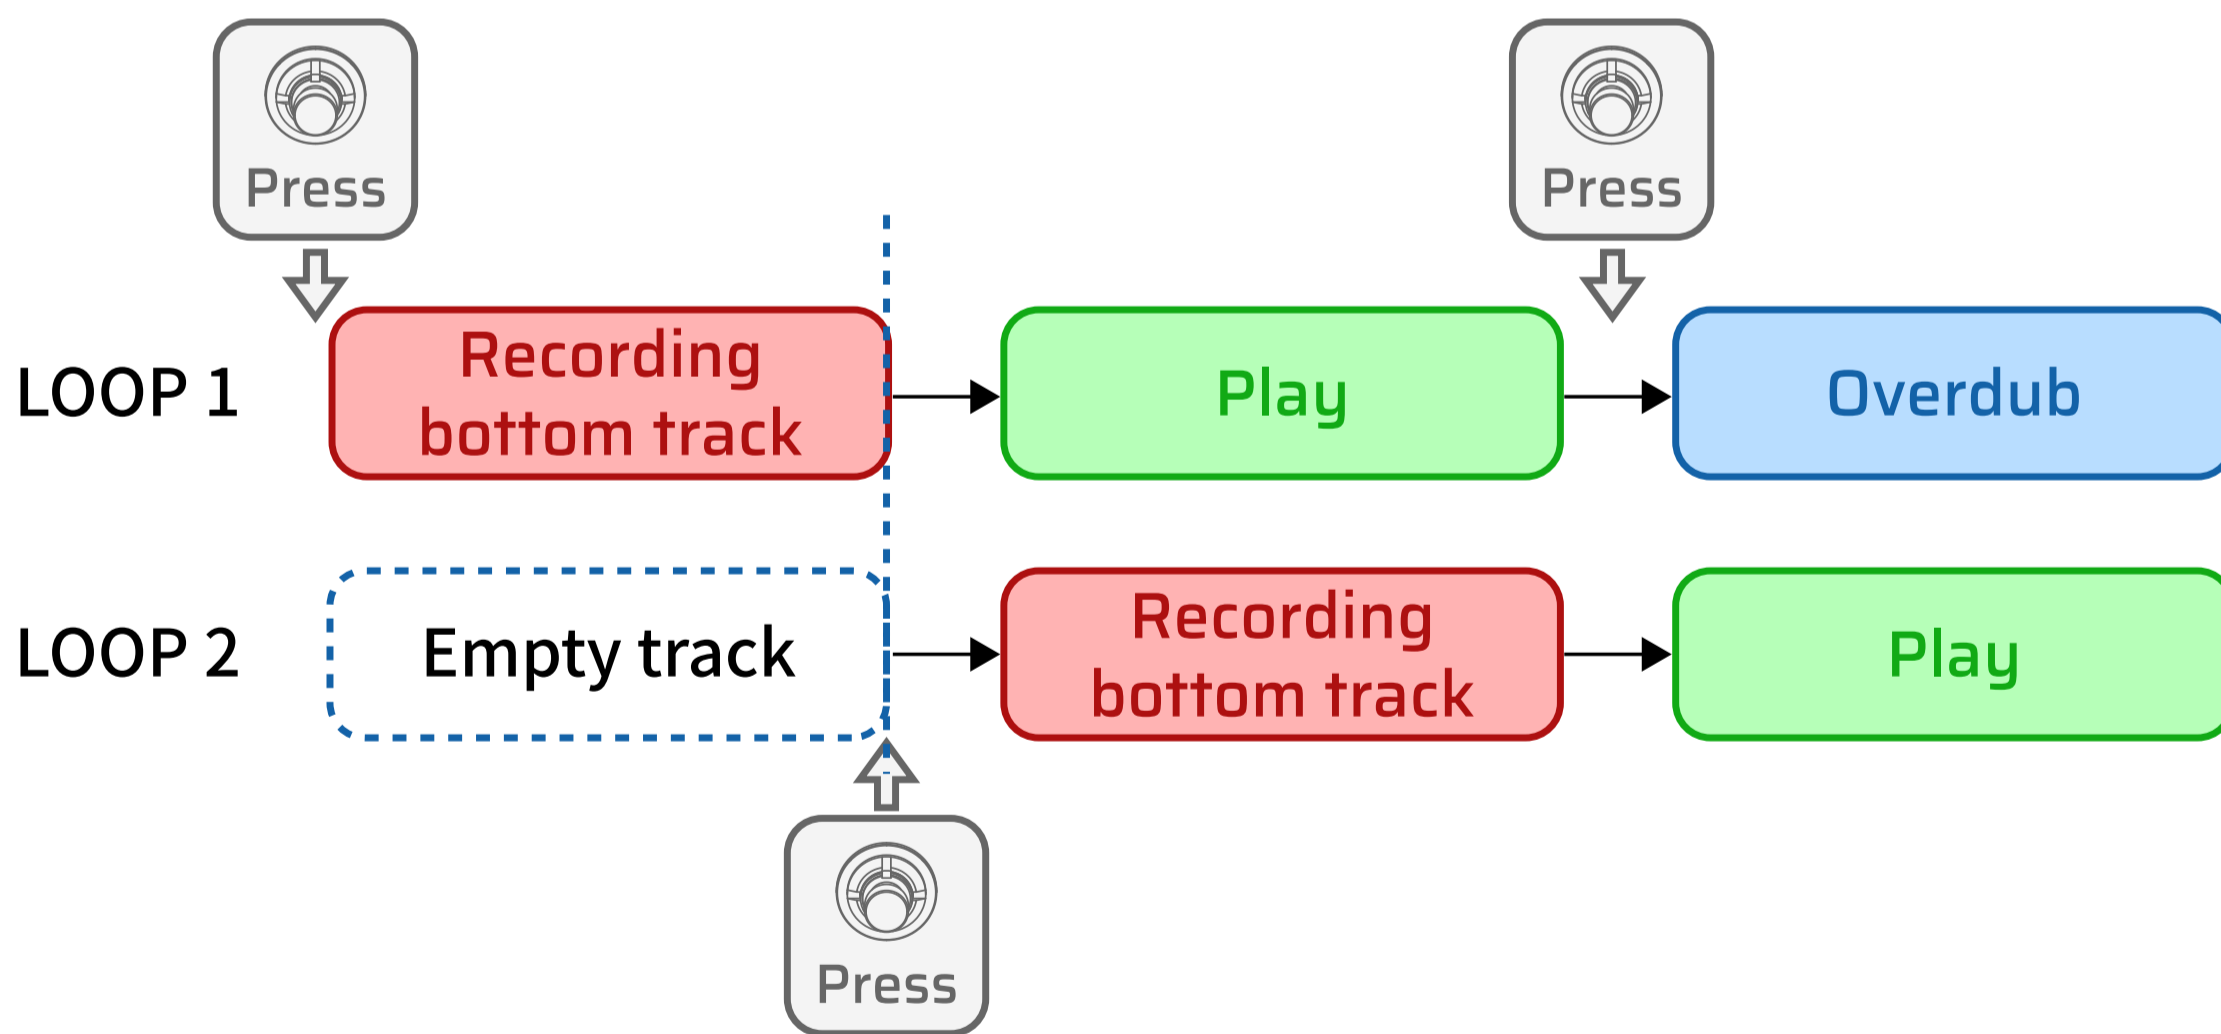 Press
Press
LOOP 1
Recording
bottom track
Play
Overdub
LOOP 2
Empty track
Recording
bottom track
Play
Press